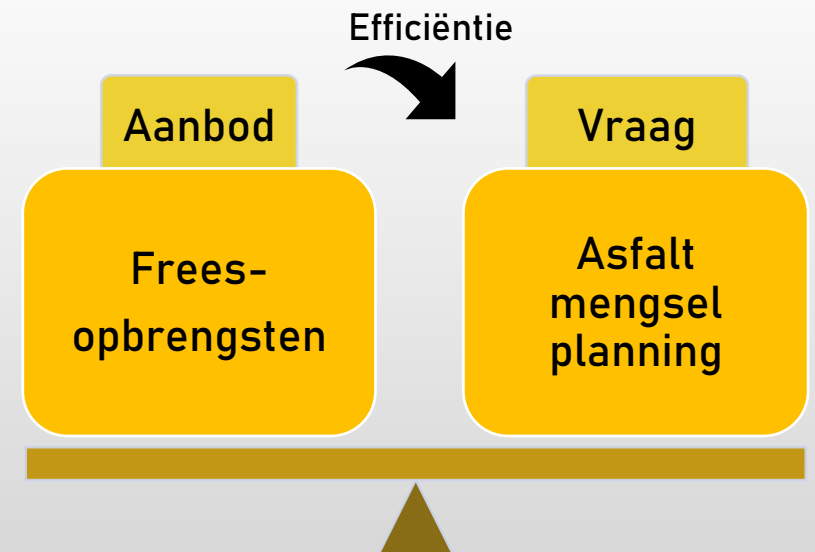 Efficiëntie
Aanbod
Vraag
Frees-
opbrengsten
Asfalt
mengsel
planning